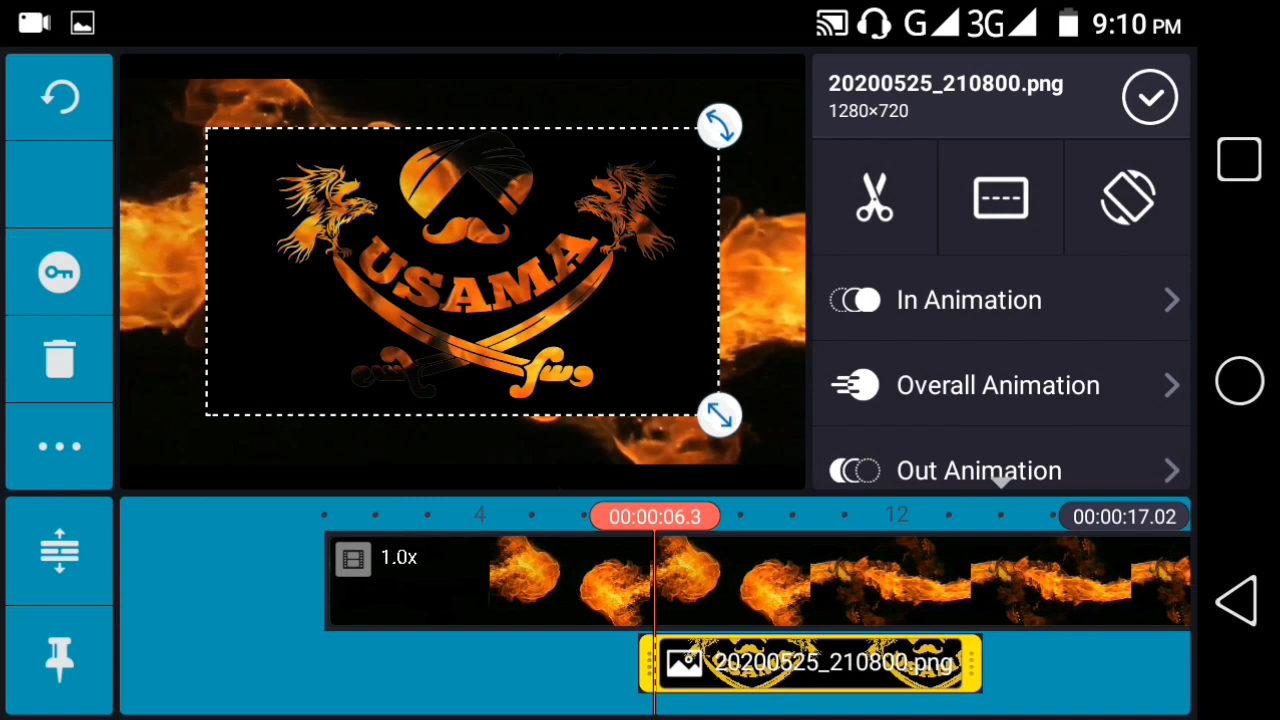 G 3G 9:10 PM
20200525_210800.png
1280×720
USAMA
In Animation
Overall Animation
Out Animation
4
00:00:06.3
12
00:00:17.02
1.0x
20200525_210800.png